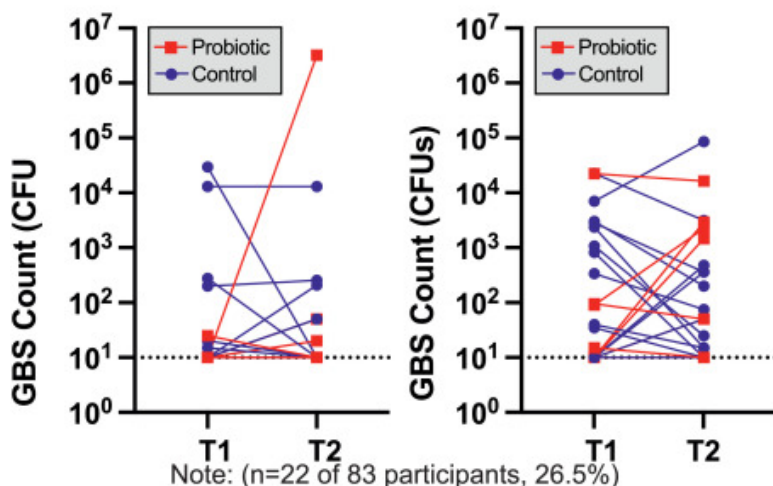 GBS Count (CFU
10⁷
10⁶
10⁵
10⁴
10³
10²
10¹
10⁰
Probiotic
Control
T1 T2
GBS Count (CFUs)
10⁷
10⁶
10⁵
10⁴
10³
10²
10¹
10⁰
Probiotic
Control
T1 T2
Note: (n=22 of 83 participants, 26.5%)